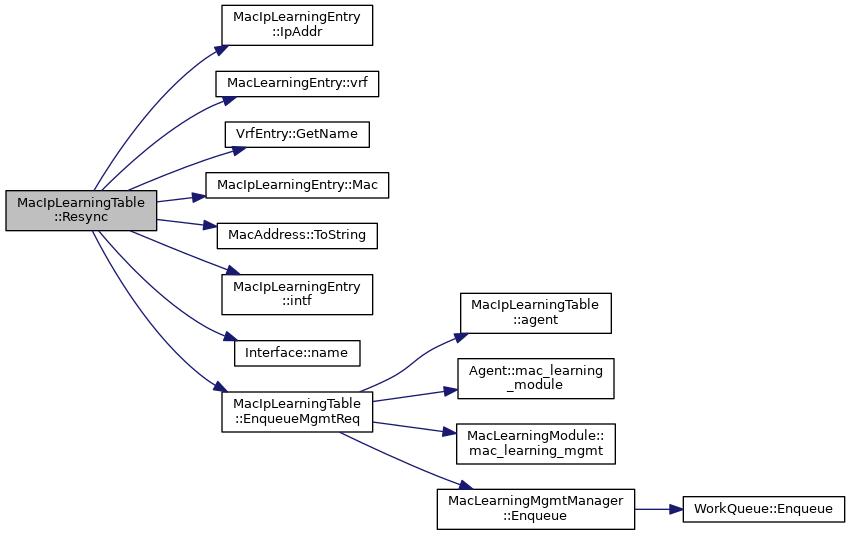 MacIpLearningTable
::Resync
MacIpLearningEntry
::IpAddr
MacLearningEntry::vrf
VrfEntry::GetName
MacIpLearningEntry::Mac
MacAddress::ToString
MacIpLearningEntry
::intf
Interface::name
MacIpLearningTable
::EnqueueMgmtReq
MacIpLearningTable
::agent
Agent::mac_learning
_module
MacLearningModule::
mac_learning_mgmt
MacLearningMgmtManager
::Enqueue
WorkQueue::Enqueue